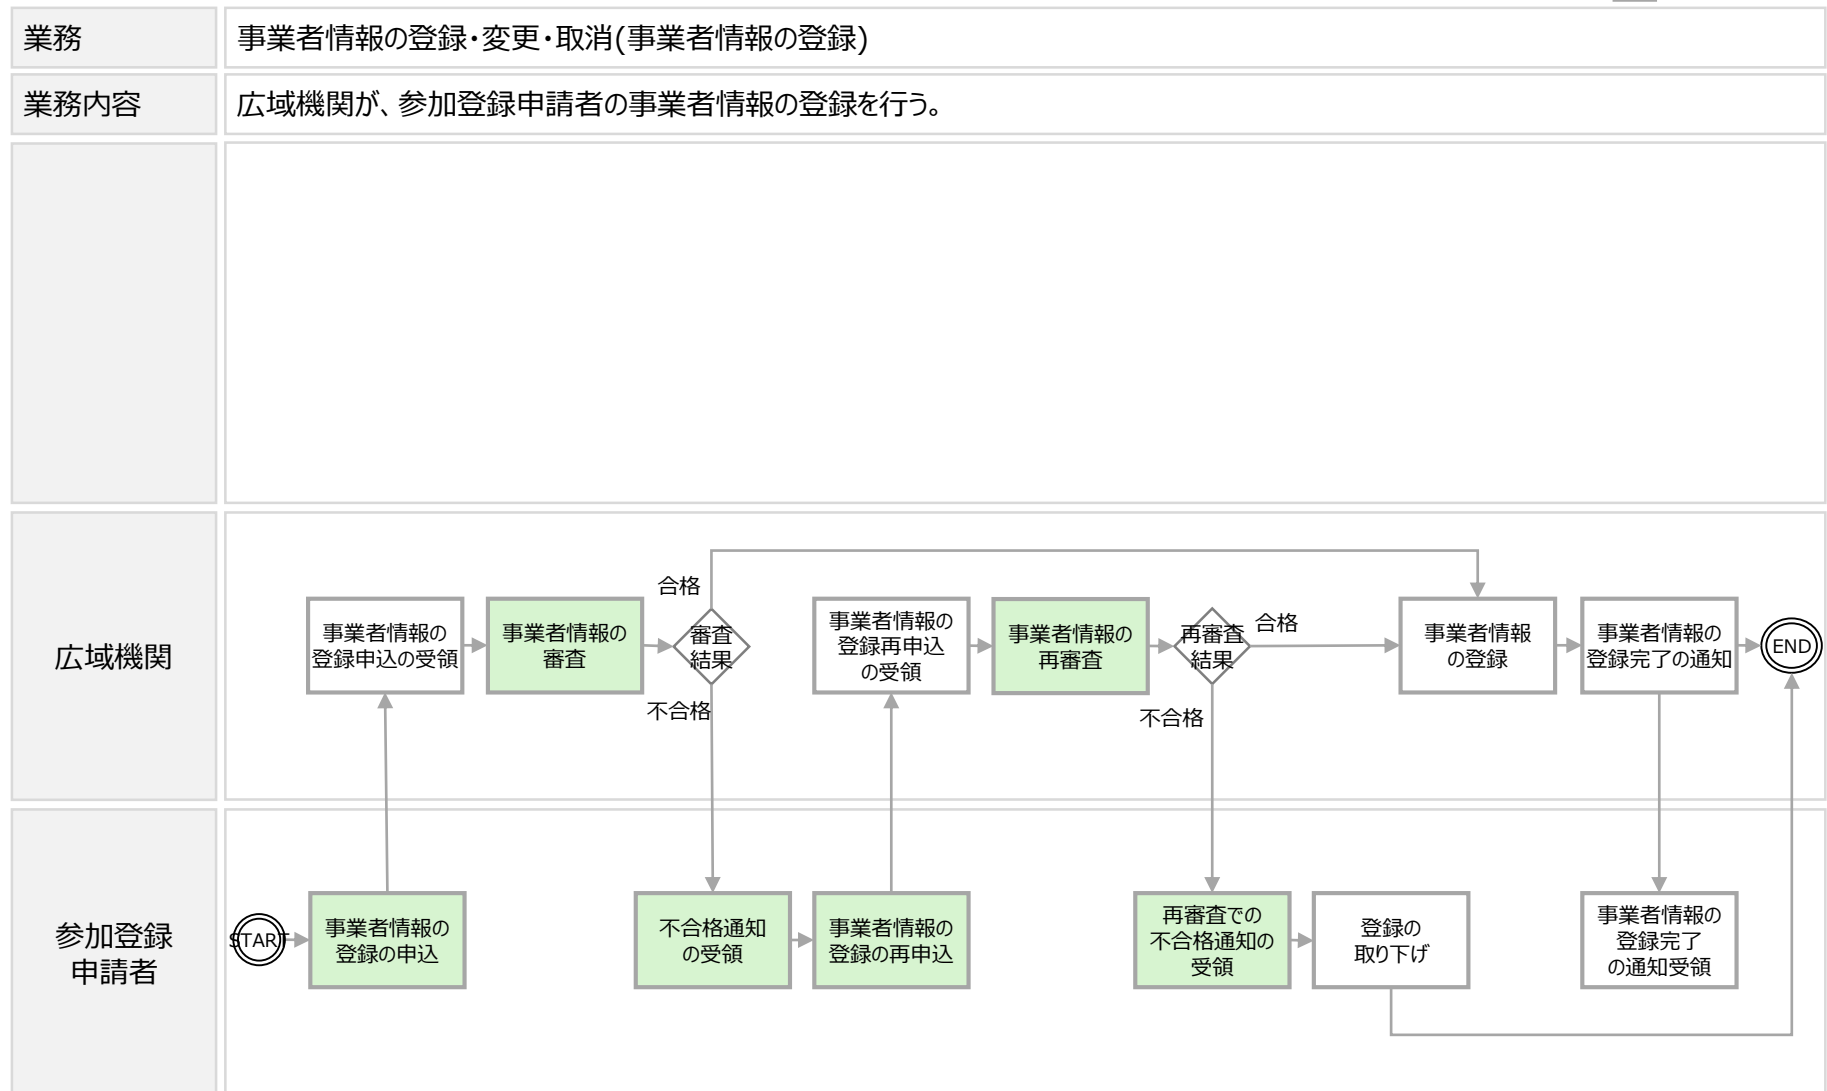 業務
事業者情報の登録・変更・取消(事業者情報の登録)
業務内容
広域機関が、参加登録申請者の事業者情報の登録を行う。
広域機関
事業者情報の
登録申込の受領
事業者情報の
審査
合格
審査
結果
不合格
事業者情報の
登録再申込
の受領
事業者情報の
再審査
再審査
結果
合格
不合格
事業者情報
の登録
事業者情報の
登録完了の通知
END
参加登録
申請者
START
事業者情報の
登録の申込
不合格通知
の受領
事業者情報の
登録の再申込
再審査での
不合格通知の
受領
登録の
取り下げ
事業者情報の
登録完了
の通知受領